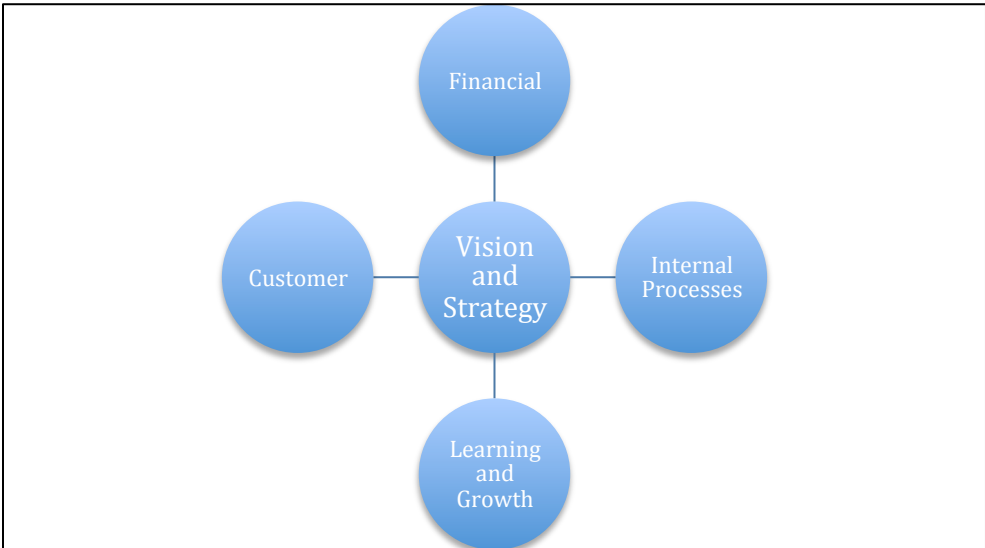 Financial
Customer
Vision
and
Strategy
Internal
Processes
Learning
and
Growth